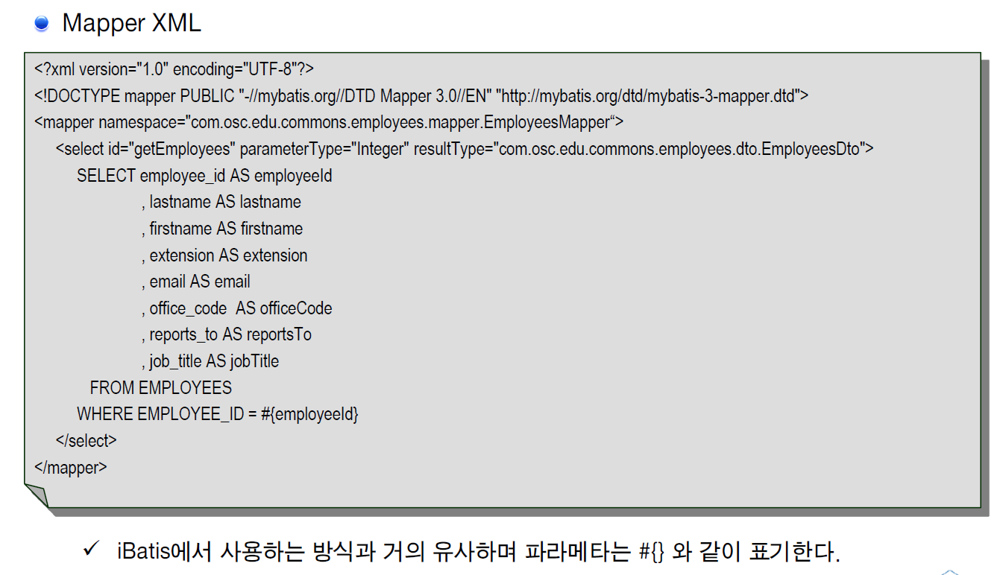 Mapper XML
<?xml version="1.0" encoding="UTF-8"?>
<!DOCTYPE mapper PUBLIC "-//mybatis.org//DTD Mapper 3.0//EN" "http://mybatis.org/dtd/mybatis-3-mapper.dtd">
<mapper namespace="com.osc.edu.commons.employees.mapper.EmployeesMapper“>
<select id="getEmployees" parameterType="Integer" resultType="com.osc.edu.commons.employees.dto.EmployeesDto">
SELECT employee_id AS employeeId
, lastname AS lastname
, firstname AS firstname
, extension AS extension
, email AS email
, office_code  AS officeCode
, reports_to AS reportsTo
, job_title AS jobTitle
FROM EMPLOYEES
WHERE EMPLOYEE_ID = #{employeeId}
</select>
</mapper>
✓ iBatis에서 사용하는 방식과 거의 유사하며 파라메타는 #{} 와 같이 표기한다.